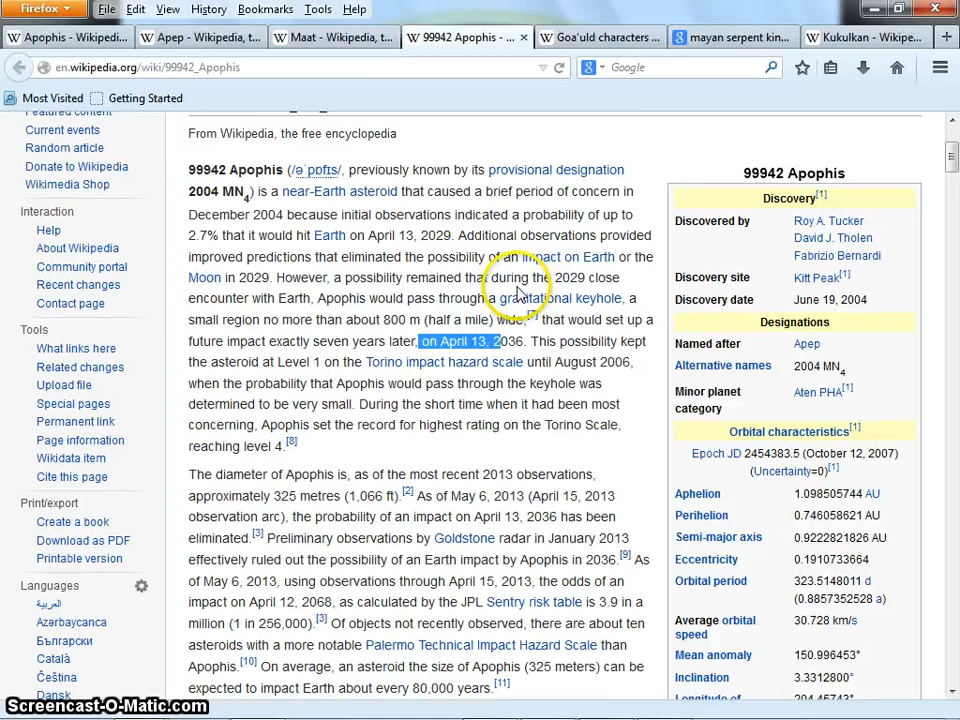 Firefox File Edit View History Bookmarks Tools Help
W Apophis - Wikipedi... W Apep - Wikipedia, t... W Maat - Wikipedia, t... W 99942 Apophis - ... × W Goa'uld characters ... 8 mayan serpent kin... W Kukulkan - Wikipe...
en.wikipedia.org/wiki/99942_Apophis 8 Google
Most Visited Getting Started
Featured content
Current events
Random article
Donate to Wikipedia
Wikimedia Shop
Interaction
Help
About Wikipedia
Community portal
Recent changes
Contact page
Tools
What links here
Related changes
Upload file
Special pages
Permanent link
Page information
Wikidata item
Cite this page
Print/export
Create a book
Download as PDF
Printable version
Languages
العربية
Azərbaycanca
Български
Català
Čeština
Dansk
From Wikipedia, the free encyclopedia
99942 Apophis (/əˈpɒfɪs/, previously known by its provisional designation
2004 MN4) is a near-Earth asteroid that caused a brief period of concern in
December 2004 because initial observations indicated a probability of up to
2.7% that it would hit Earth on April 13, 2029. Additional observations provided
improved predictions that eliminated the possibility of an impact on Earth or the
Moon in 2029. However, a possibility remained that during the 2029 close
encounter with Earth, Apophis would pass through a gravitational keyhole, a
small region no more than about 800 m (half a mile) wide,[7] that would set up a
future impact exactly seven years later, on April 13, 2036. This possibility kept
the asteroid at Level 1 on the Torino impact hazard scale until August 2006,
when the probability that Apophis would pass through the keyhole was
determined to be very small. During the short time when it had been most
concerning, Apophis set the record for highest rating on the Torino Scale,
reaching level 4.[8]
The diameter of Apophis is, as of the most recent 2013 observations,
approximately 325 metres (1,066 ft).[2] As of May 6, 2013 (April 15, 2013
observation arc), the probability of an impact on April 13, 2036 has been
eliminated.[3] Preliminary observations by Goldstone radar in January 2013
effectively ruled out the possibility of an Earth impact by Apophis in 2036.[9] As
of May 6, 2013, using observations through April 15, 2013, the odds of an
impact on April 12, 2068, as calculated by the JPL Sentry risk table is 3.9 in a
million (1 in 256,000).[3] Of objects not recently observed, there are about ten
asteroids with a more notable Palermo Technical Impact Hazard Scale than
Apophis.[10] On average, an asteroid the size of Apophis (325 meters) can be
expected to impact Earth about every 80,000 years.[11]
99942 Apophis
Discovery[1]
Discovered by Roy A. Tucker
David J. Tholen
Fabrizio Bernardi
Discovery site Kitt Peak[1]
Discovery date June 19, 2004
Designations
Named after Apep
Alternative names 2004 MN4
Minor planet category Aten PHA[1]
Orbital characteristics[1]
Epoch JD 2454383.5 (October 12, 2007)
(Uncertainty=0)[1]
Aphelion 1.098505744 AU
Perihelion 0.746058621 AU
Semi-major axis 0.9222821826 AU
Eccentricity 0.1910733664
Orbital period 323.5148011 d
(0.8857352528 a)
Average orbital speed 30.728 km/s
Mean anomaly 150.996453°
Inclination 3.3312800°
Longitude of 204.45743°
Screencast-O-Matic.com